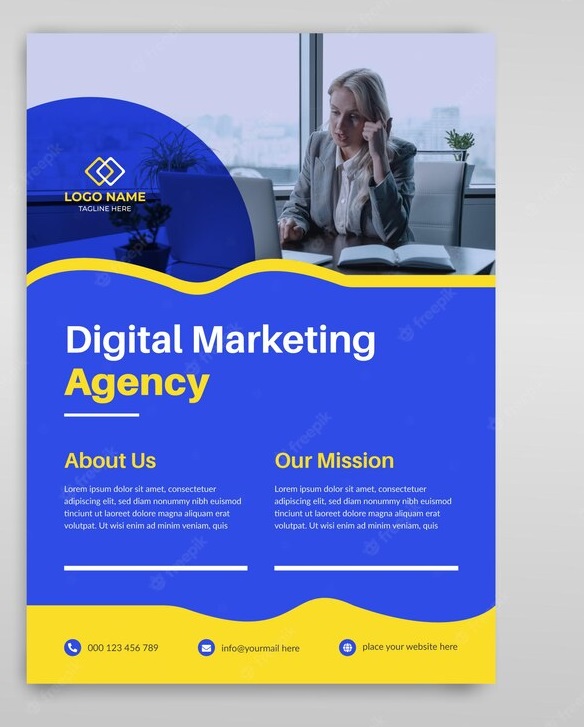 LOGO NAME
TAGLINE HERE
Digital Marketing
Agency
About Us
Lorem ipsum dolor sit amet, consectetuer
adipiscing elit, sed diam nonummy nibh euismod
tincidunt ut laoreet dolore magna aliquam erat
volutpat. Ut wisi enim ad minim veniam, quis
Our Mission
Lorem ipsum dolor sit amet, consectetuer
adipiscing elit, sed diam nonummy nibh euismod
tinciunt ut laoreet dolore magna aliquam erat
volutpat. Ut wisi enim ad minim veniam, quis
000 123 456 789
info@yourmail here
place your website here
freepik